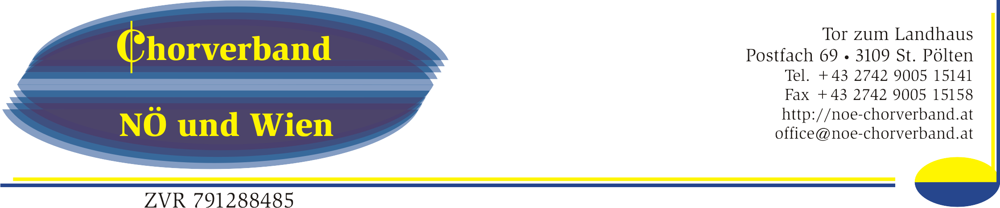 Chorverband
NÖ und Wien
Tor zum Landhaus
Postfach 69 • 3109 St. Pölten
Tel. +43 2742 9005 15141
Fax +43 2742 9005 15158
http://noe-chorverband.at
office@noe-chorverband.at
ZVR 791288485